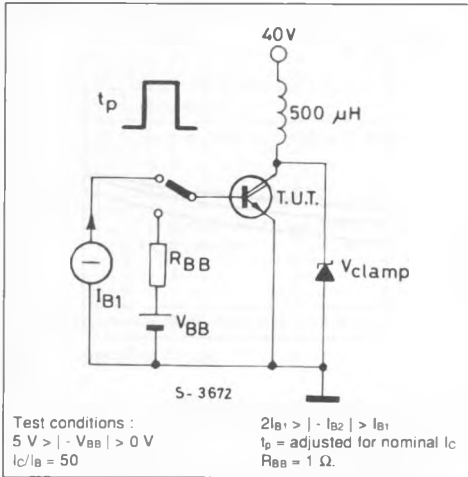 40V
tp
500 µH
T.U.T.
RBB
Vclamp
IB1
VBB
S-3672
Test conditions :
5 V > | - VBB | > 0 V
IC/IB = 50
2IB1 > | - IB2 | > IB1
tp = adjusted for nominal IC
RBB = 1 Ω.